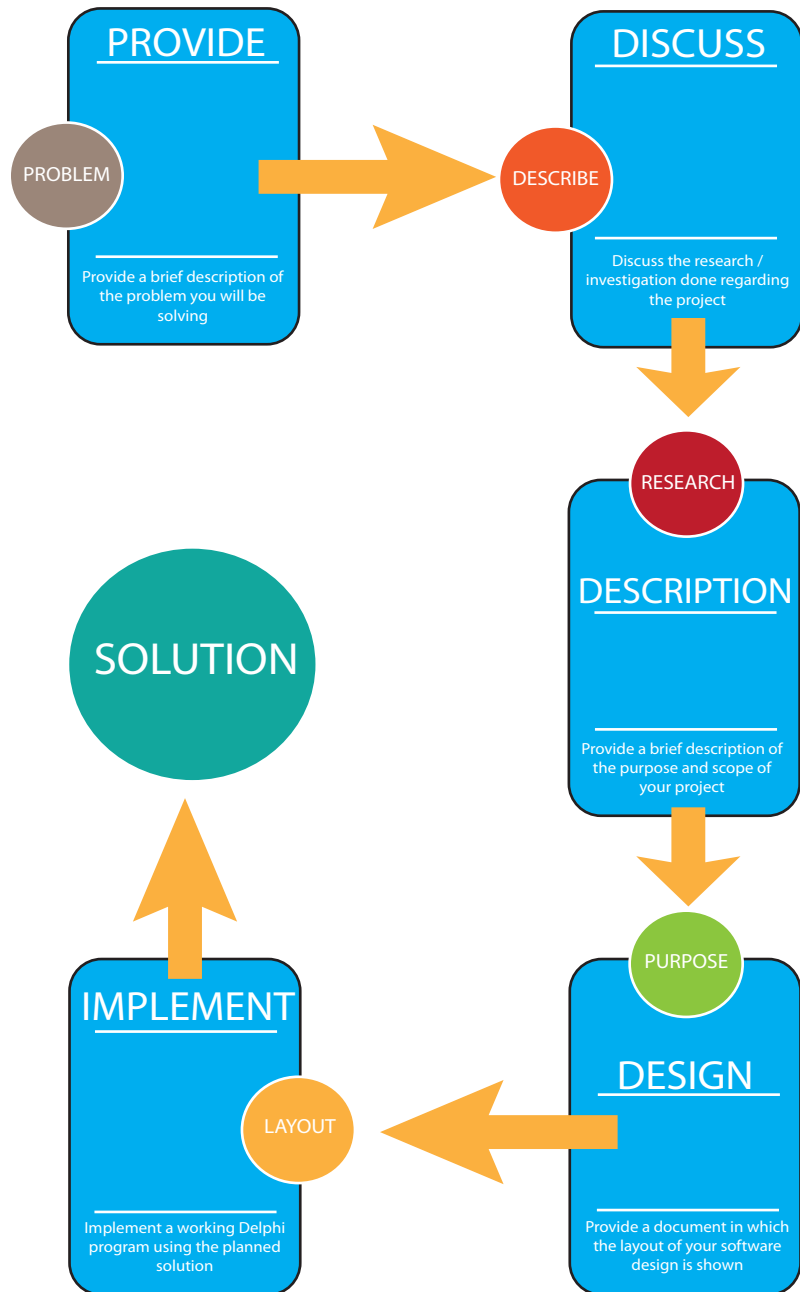 PROVIDE
PROBLEM
Provide a brief description of
the problem you will be
solving
DISCUSS
DESCRIBE
Discuss the research /
investigation done regarding
the project
RESEARCH
DESCRIPTION
Provide a brief description of
the purpose and scope of
your project
PURPOSE
DESIGN
Provide a document in which
the layout of your software
design is shown
LAYOUT
IMPLEMENT
Implement a working Delphi
program using the planned
solution
SOLUTION